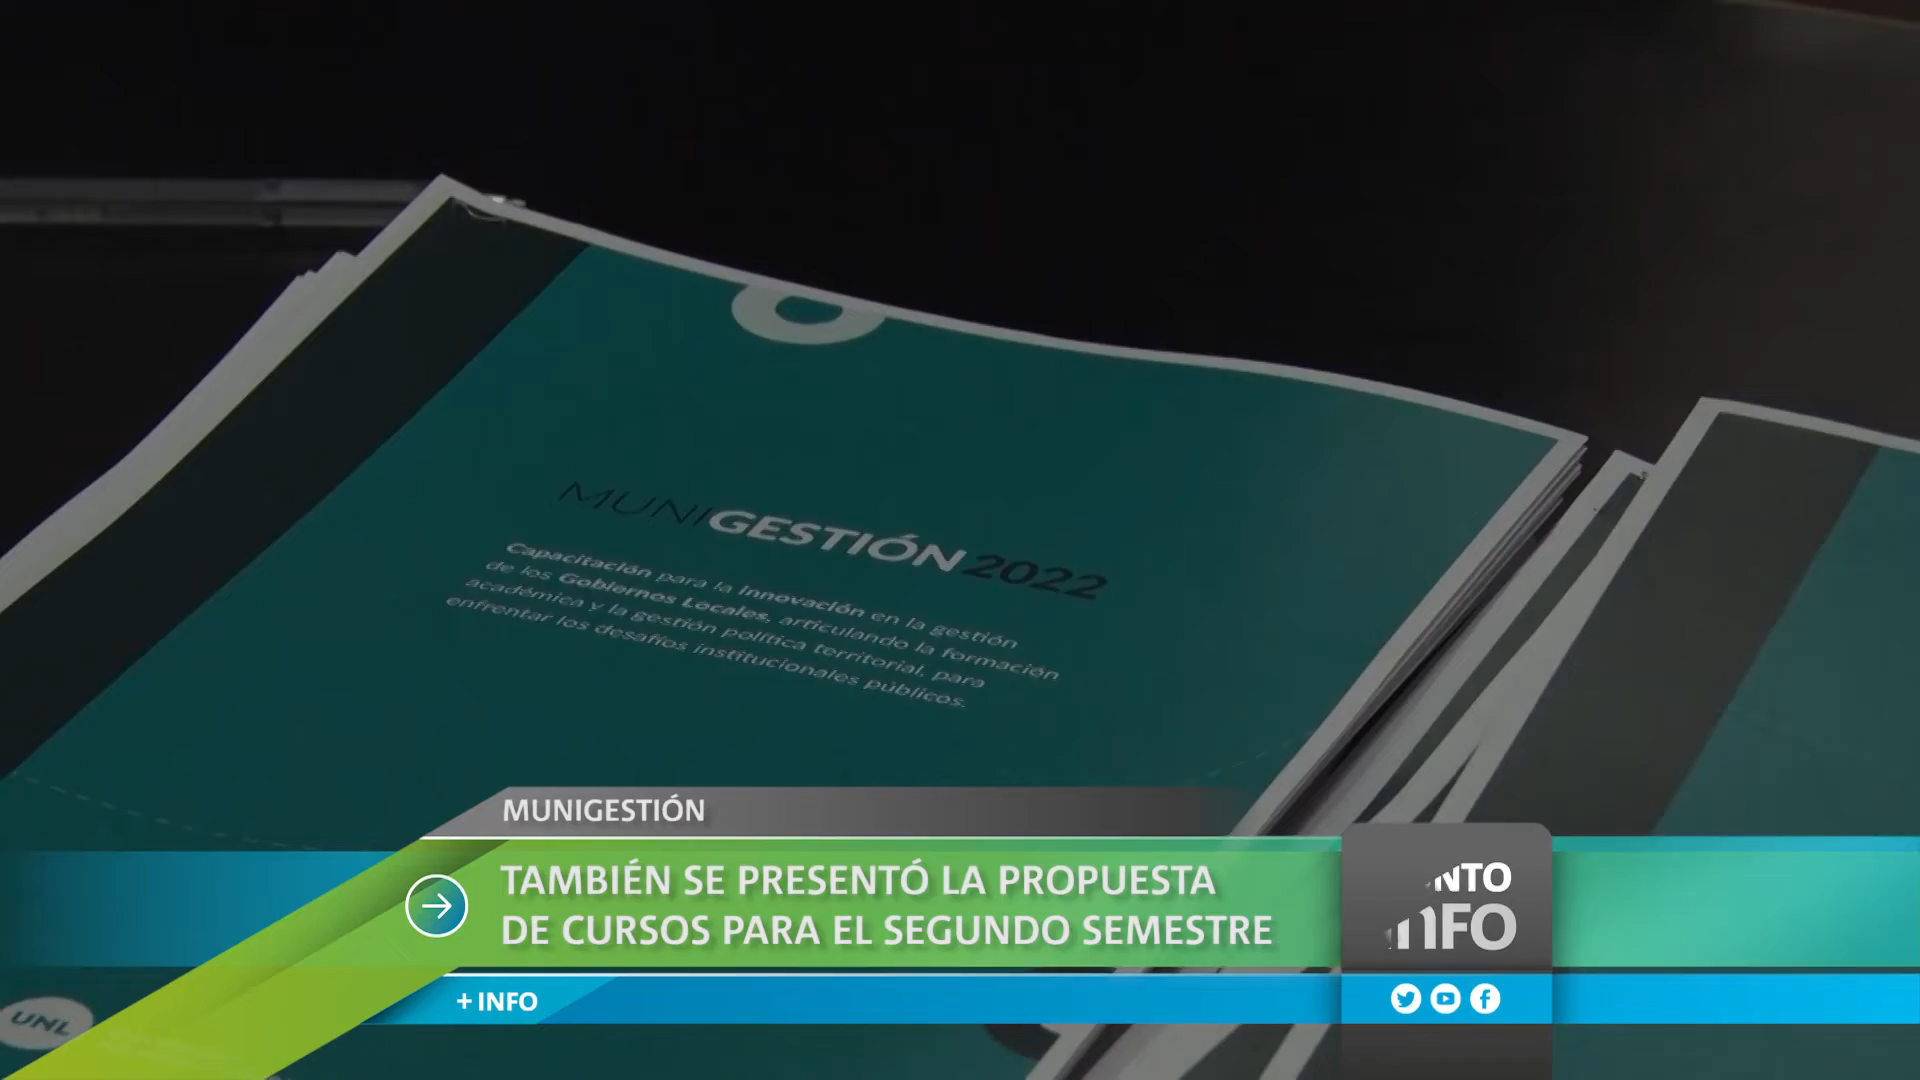 MUNIGESTIÓN 2022
Capacitación para la Innovación en la gestión
de los Gobiernos Locales, articulando la formación
académica y la gestión política territorial, para
enfrentar los desafíos institucionales públicos.
MUNIGESTIÓN
TAMBIÉN SE PRESENTÓ LA PROPUESTA
DE CURSOS PARA EL SEGUNDO SEMESTRE
+ INFO
NTO
INFO
UNL